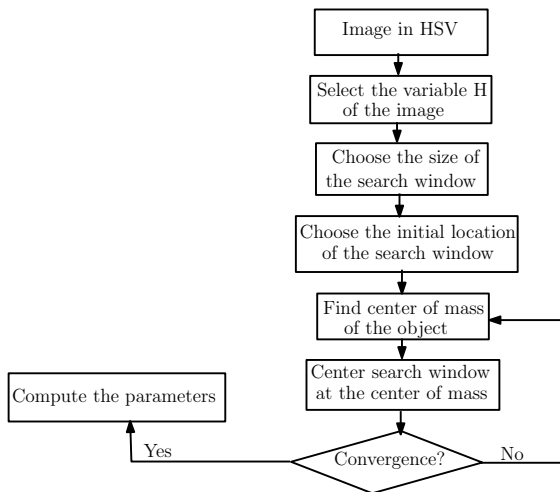 Image in HSV
Select the variable H
of the image
Choose the size of
the search window
Choose the initial location
of the search window
Find center of mass
of the object
Center search window
at the center of mass
Compute the parameters
Yes
Convergence?
No